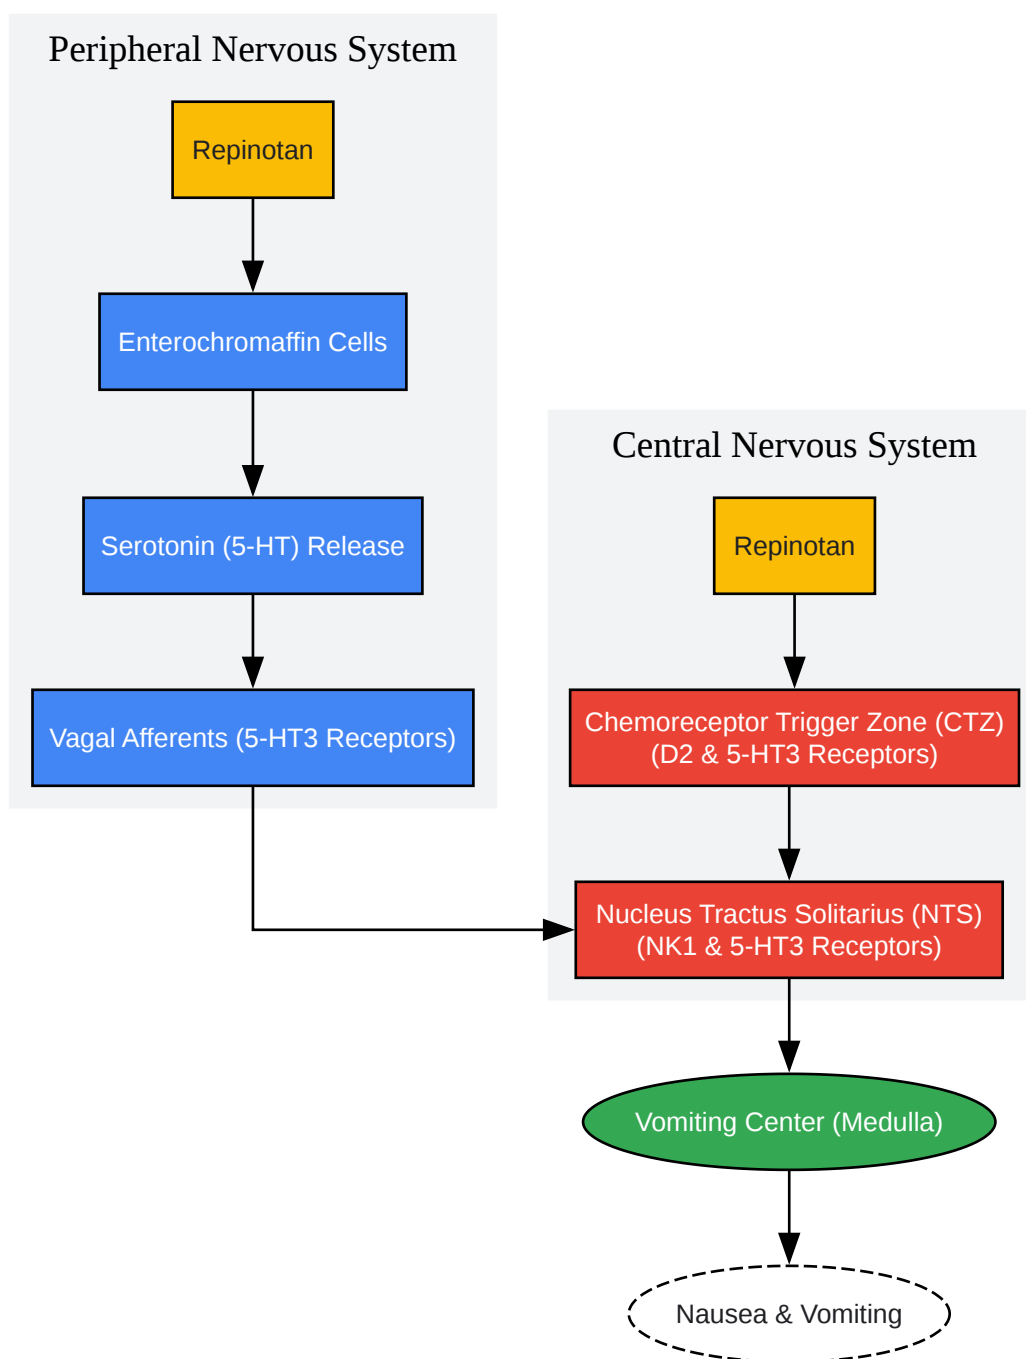 Peripheral Nervous System
Repinotan
Enterochromaffin Cells
Serotonin (5-HT) Release
Vagal Afferents (5-HT3 Receptors)
Central Nervous System
Repinotan
Chemoreceptor Trigger Zone (CTZ)
(D2 & 5-HT3 Receptors)
Nucleus Tractus Solitarius (NTS)
(NK1 & 5-HT3 Receptors)
Vomiting Center (Medulla)
Nausea & Vomiting